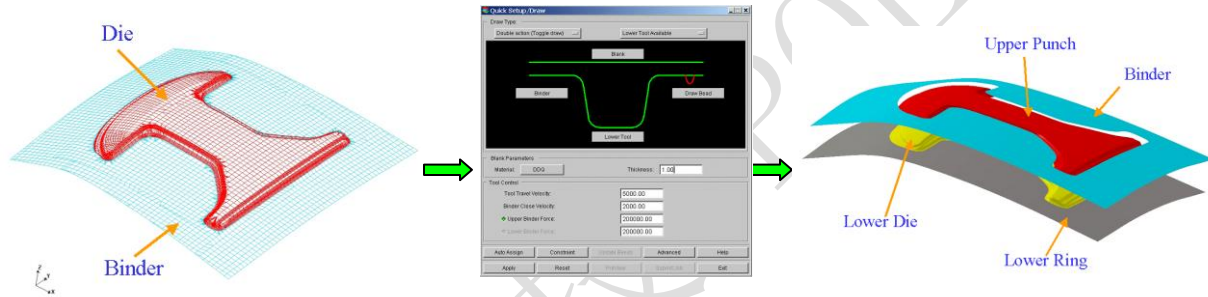 Die
Binder
z
Y
X
Quick Setup/Draw
Draw Type
Double action (Toggle draw)
Lower Tool Available
Blank
Binder
Draw Bead
Lower Tool
Blank Parameters
Material:
DDQ
Thickness:
1.00
Tool Control
Tool Travel Velocity:
5000.00
Binder Close Velocity:
2000.00
Upper Binder Force:
200000.00
Lower Binder Force:
200000.00
Auto Assign
Constraint
Advanced
Help
Apply
Reset
Preview
Exit
Upper Punch
Binder
Lower Die
Lower Ring